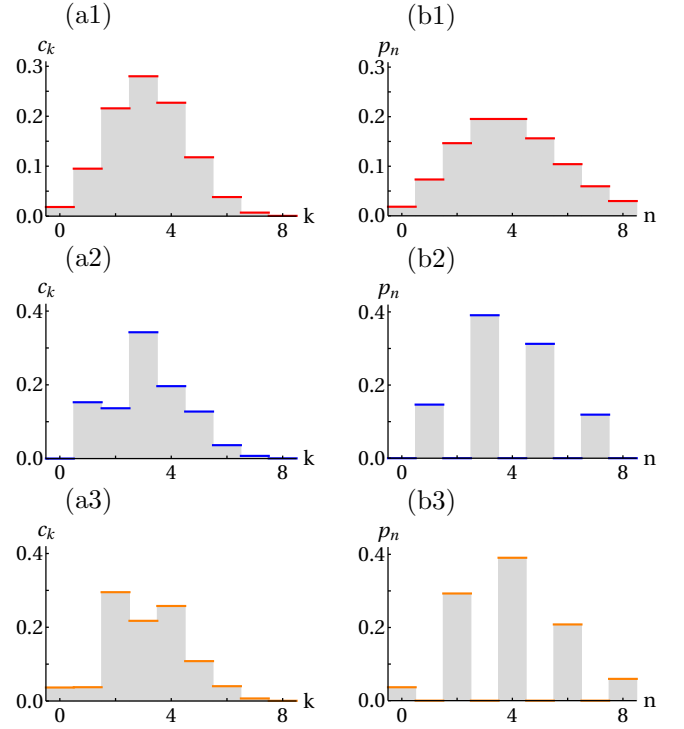 (a1) (b1)
c_k p_n
0.3 0.3
0.2 0.2
0.1 0.1
0.0 0.0
0 4 8 k 0 4 8 n
(a2) (b2)
c_k p_n
0.4 0.4
0.2 0.2
0.0 0.0
0 4 8 k 0 4 8 n
(a3) (b3)
c_k p_n
0.4 0.4
0.2 0.2
0.0 0.0
0 4 8 k 0 4 8 n